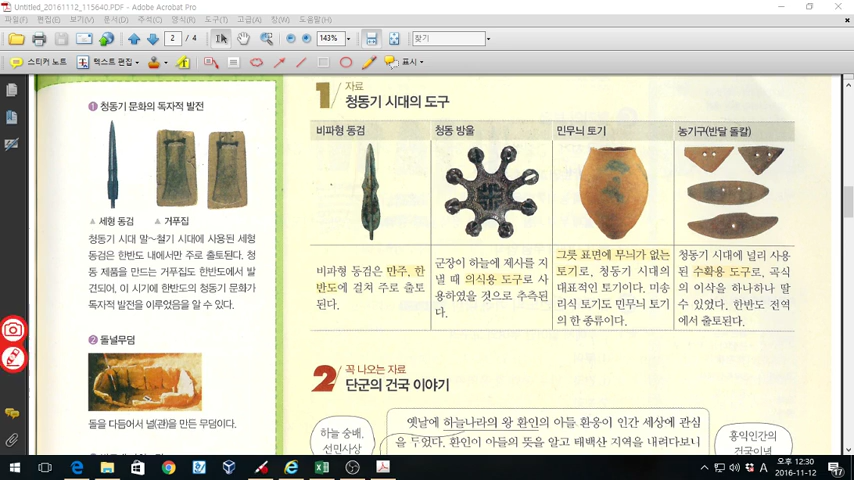 Untitled_20161112_115640.PDF - Adobe Acrobat Pro
파일(F) 편집(E) 보기(V) 문서(D) 주석(C) 양식(R) 도구(T) 고급(A) 창(W) 도움말(H)
2 / 4 143% 찾기
스티커 노트 텍스트 편집 표시
❶ 청동기 문화의 독자적 발전
▲ 세형 동검 ▲ 거푸집
청동기 시대 말~철기 시대에 사용된 세형
동검은 한반도 내에서만 주로 출토된다. 청
동 제품을 만드는 거푸집도 한반도에서 발
견되어, 이 시기에 한반도의 청동기 문화가
독자적 발전을 이루었음을 알 수 있다.
❷ 돌널무덤
돌을 다듬어서 널(관)을 만든 무덤이다.
1 자료
청동기 시대의 도구
비파형 동검
비파형 동검은 만주, 한
반도에 걸쳐 주로 출토
된다.
청동 방울
군장이 하늘에 제사를 지
낼 때 의식용 도구로 사
용하였을 것으로 추측된
다.
민무늬 토기
그릇 표면에 무늬가 없는
토기로, 청동기 시대의
대표적인 토기이다. 미송
리식 토기도 민무늬 토기
의 한 종류이다.
농기구(반달 돌칼)
청동기 시대에 널리 사용
된 수확용 도구로, 곡식
의 이삭을 하나하나 딸
수 있었다. 한반도 전역
에서 출토된다.
2 꼭 나오는 자료
단군의 건국 이야기
하늘 숭배,
선민사상
옛날에 하늘나라의 왕 환인의 아들 환웅이 인간 세상에 관심
을 두었다. 환인이 아들의 뜻을 알고 태백산 지역을 내려다보니
홍익인간의
건국이념
A
오후 12:30
2016-11-12
17